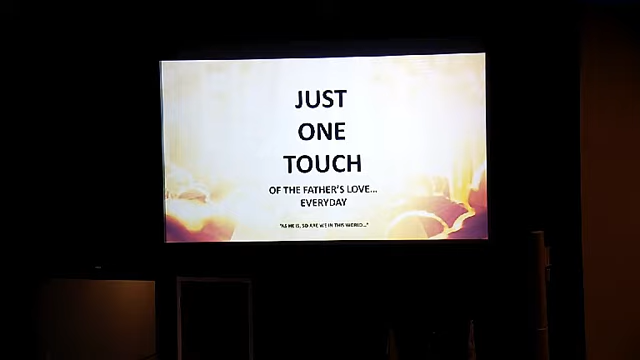 JUST
ONE
TOUCH
OF THE FATHER'S LOVE...
EVERYDAY
"AS HE IS, SO ARE WE IN THIS WORLD..."